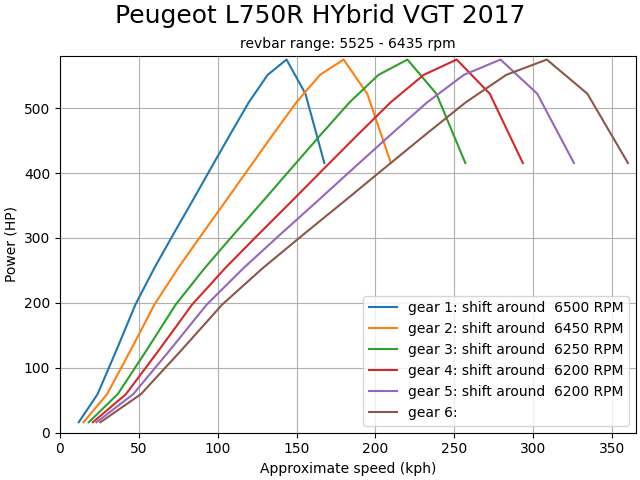 Peugeot L750R HYbrid VGT 2017
revbar range: 5525 - 6435 rpm
Power (HP)
500
400
300
200
100
0
gear 1: shift around  6500 RPM
gear 2: shift around  6450 RPM
gear 3: shift around  6250 RPM
gear 4: shift around  6200 RPM
gear 5: shift around  6200 RPM
gear 6:
0 50 100 150 200 250 300 350
Approximate speed (kph)